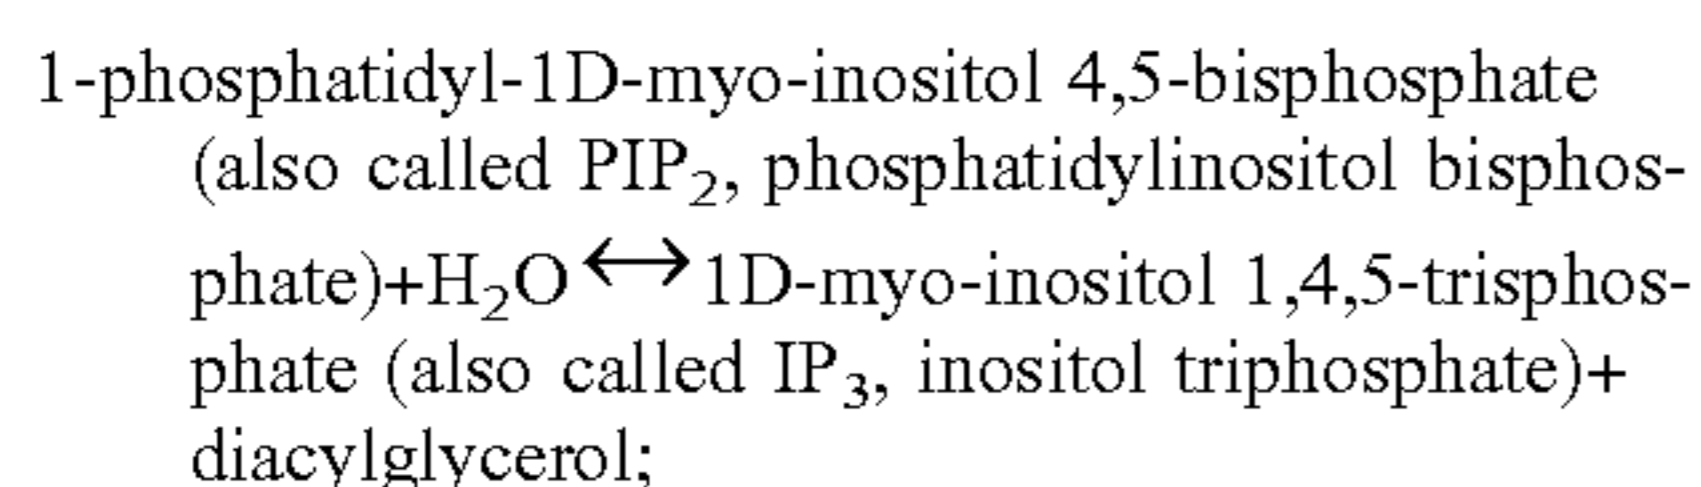 1-phosphatidyl-1D-myo-inositol 4,5-bisphosphate
(also called PIP₂, phosphatidylinositol bisphos-
phate)+H₂O⟷1D-myo-inositol 1,4,5-trisphos-
phate (also called IP₃, inositol triphosphate)+
diacylglycerol;